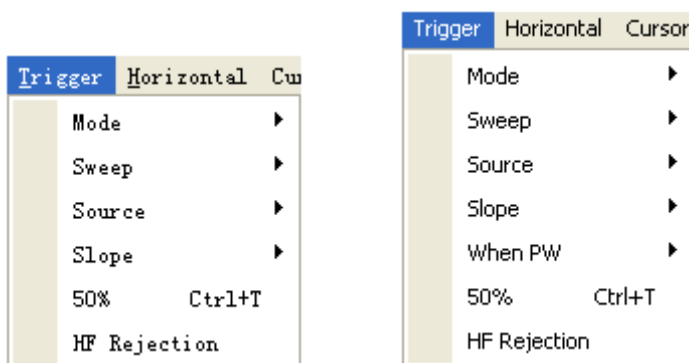 Trigger Horizontal
Mode
Sweep
Source
Slope
50% Ctrl+T
HF Rejection
Trigger Horizontal Cursor
Mode
Sweep
Source
Slope
When PW
50% Ctrl+T
HF Rejection